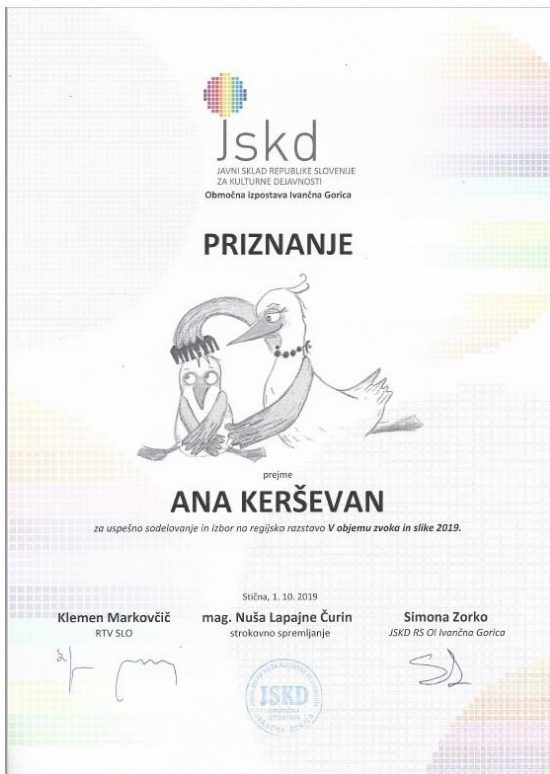 Jskd
JAVNI SKLAD REPUBLIKE SLOVENIJE
ZA KULTURNE DEJAVNOSTI
Območna izpostava Ivančna Gorica
PRIZNANJE
prejme
ANA KERŠEVAN
za uspešno sodelovanje in izbor na regijsko razstavo V objemu zvoka in slike 2019.
Stična, 1. 10. 2019
Klemen Markovčič
RTV SLO
mag. Nuša Lapajne Čurin
strokovno spremljanje
Simona Zorko
JSKD RS OI Ivančna Gorica
JSKD